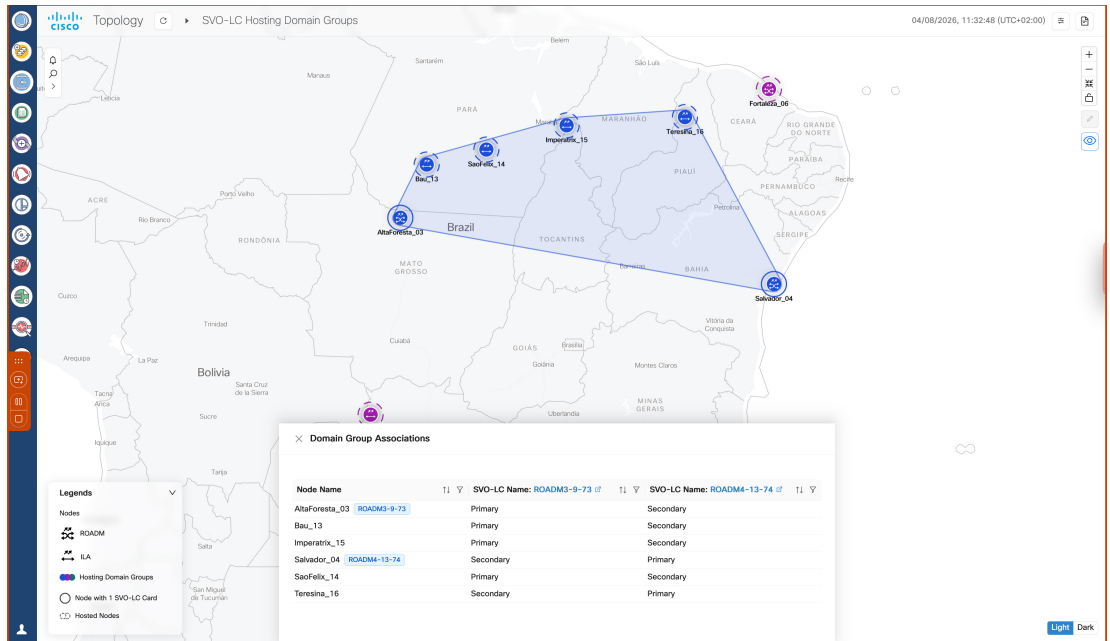 cisco
Topology
SVO-LC Hosting Domain Groups
04/08/2026, 11:32:48 (UTC+02:00)
Belém
Santarém
São Luís
Manaus
Leticia
Fortaleza_06
PARÁ
MARANHÃO
CEARÁ
RIO GRANDE
DO NORTE
Teresina_16
Imperatrix_15
SaoFelix_14
PARAÍBA
PIAUÍ
Bau_13
Recife
PERNAMBUCO
Porto Velho
ACRE
Petrolina
ALAGOAS
Rio Branco
AltaForesta_03
Brazil
SERGIPE
RONDÔNIA
TOCANTINS
MATO
GROSSO
Barreiras
BAHIA
Cuzco
Salvador_04
Trinidad
Vitória da
Conquista
Cuiabá
GOIÁS
Brasília
Arequipa
La Paz
Goiânia
Montes Claros
Bolivia
Santa Cruz
de la Sierra
Tacna
Arica
MINAS
GERAIS
Sucre
Uberlandia
Iquique
Domain Group Associations
Tarija
Node Name
SVO-LC Name: ROADM3-9-73
SVO-LC Name: ROADM4-13-74
AltaForesta_03 ROADM3-9-73 Primary Secondary
Bau_13 Primary Secondary
Imperatrix_15 Primary Secondary
Salvador_04 ROADM4-13-74 Secondary Primary
SaoFelix_14 Primary Secondary
Teresina_16 Secondary Primary
Legends
Nodes
ROADM
ILA
Hosting Domain Groups
Node with 1 SVO-LC Card
Hosted Nodes
Salta
San Miguel
de Tucumán
Light
Dark